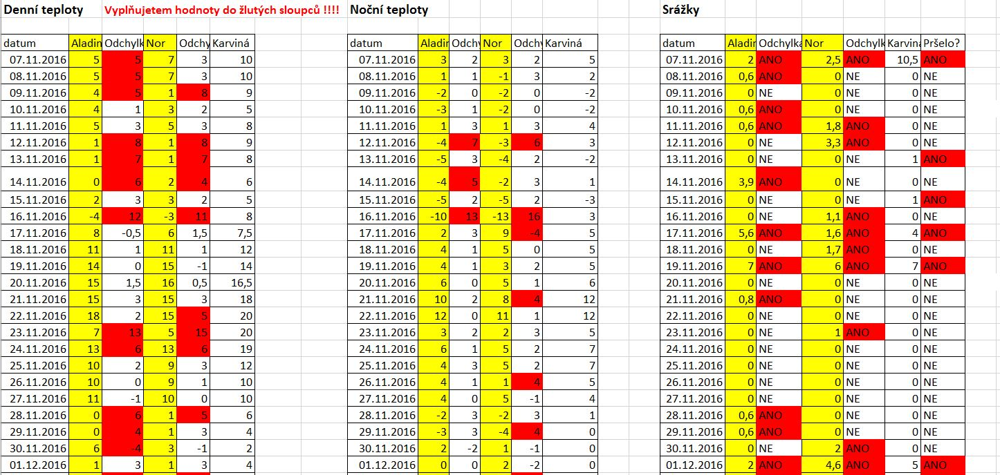 Denní teploty Vyplňujetem hodnoty do žlutých sloupců !!!! Noční teploty Srážky
datum Aladin Odchylk Nor Odchy Karviná datum Aladin Odchy Nor Odchy Karviná datum Aladin Odchylka Nor Odchylk Karvina Pršelo?
07.11.2016 5 5 7 3 10 07.11.2016 3 2 3 2 5 07.11.2016 2 ANO 2,5 ANO 10,5 ANO
08.11.2016 5 5 7 3 10 08.11.2016 1 1 -1 3 2 08.11.2016 0,6 ANO 0 NE 0 NE
09.11.2016 4 5 1 8 9 09.11.2016 -2 0 -2 0 -2 09.11.2016 0 NE 0 NE 0 NE
10.11.2016 4 1 3 2 5 10.11.2016 -3 1 -2 0 -2 10.11.2016 0,6 ANO 0 NE 0 NE
11.11.2016 5 3 5 3 8 11.11.2016 1 3 1 3 4 11.11.2016 0,6 ANO 1,8 ANO 0 NE
12.11.2016 1 8 1 8 9 12.11.2016 -4 7 -3 6 3 12.11.2016 0 NE 3,3 ANO 0 NE
13.11.2016 1 7 1 7 8 13.11.2016 -5 3 -4 2 -2 13.11.2016 0 NE 0 NE 1 ANO
14.11.2016 0 6 2 4 6 14.11.2016 -4 5 -2 3 1 14.11.2016 3,9 ANO 0 NE 0 NE
15.11.2016 2 3 3 2 5 15.11.2016 -5 2 -5 2 -3 15.11.2016 0 NE 0 NE 1 ANO
16.11.2016 -4 12 -3 11 8 16.11.2016 -10 13 -13 16 3 16.11.2016 0 NE 1,1 ANO 0 NE
17.11.2016 8 -0,5 6 1,5 7,5 17.11.2016 2 3 9 -4 5 17.11.2016 5,6 ANO 1,6 ANO 4 ANO
18.11.2016 11 1 11 1 12 18.11.2016 4 1 5 0 5 18.11.2016 0 NE 1,7 ANO 0 NE
19.11.2016 14 0 15 -1 14 19.11.2016 4 1 3 2 5 19.11.2016 7 ANO 6 ANO 7 ANO
20.11.2016 15 1,5 16 0,5 16,5 20.11.2016 6 0 5 1 6 20.11.2016 0 NE 0 NE 0 NE
21.11.2016 15 3 15 3 18 21.11.2016 10 2 8 4 12 21.11.2016 0,8 ANO 0 NE 0 NE
22.11.2016 18 2 15 5 20 22.11.2016 12 0 11 1 12 22.11.2016 0 NE 0 NE 0 NE
23.11.2016 7 13 5 15 20 23.11.2016 3 2 2 3 5 23.11.2016 0 NE 1 ANO 0 NE
24.11.2016 13 6 13 6 19 24.11.2016 6 1 5 2 7 24.11.2016 0 NE 0 NE 0 NE
25.11.2016 10 2 9 3 12 25.11.2016 4 3 5 2 7 25.11.2016 0 NE 0 NE 0 NE
26.11.2016 10 0 9 1 10 26.11.2016 4 1 1 4 5 26.11.2016 0 NE 0 NE 0 NE
27.11.2016 11 -1 10 0 10 27.11.2016 4 0 5 -1 4 27.11.2016 0 NE 0 NE 0 NE
28.11.2016 0 6 1 5 6 28.11.2016 -2 3 -2 3 1 28.11.2016 0,6 ANO 0 NE 0 NE
29.11.2016 0 4 1 3 4 29.11.2016 -3 3 -4 4 0 29.11.2016 0,6 ANO 0 NE 0 NE
30.11.2016 6 -4 3 -1 2 30.11.2016 2 -2 1 -1 0 30.11.2016 0 NE 2 ANO 0 NE
01.12.2016 1 3 1 3 4 01.12.2016 0 0 2 -2 0 01.12.2016 2 ANO 4,6 ANO 5 ANO